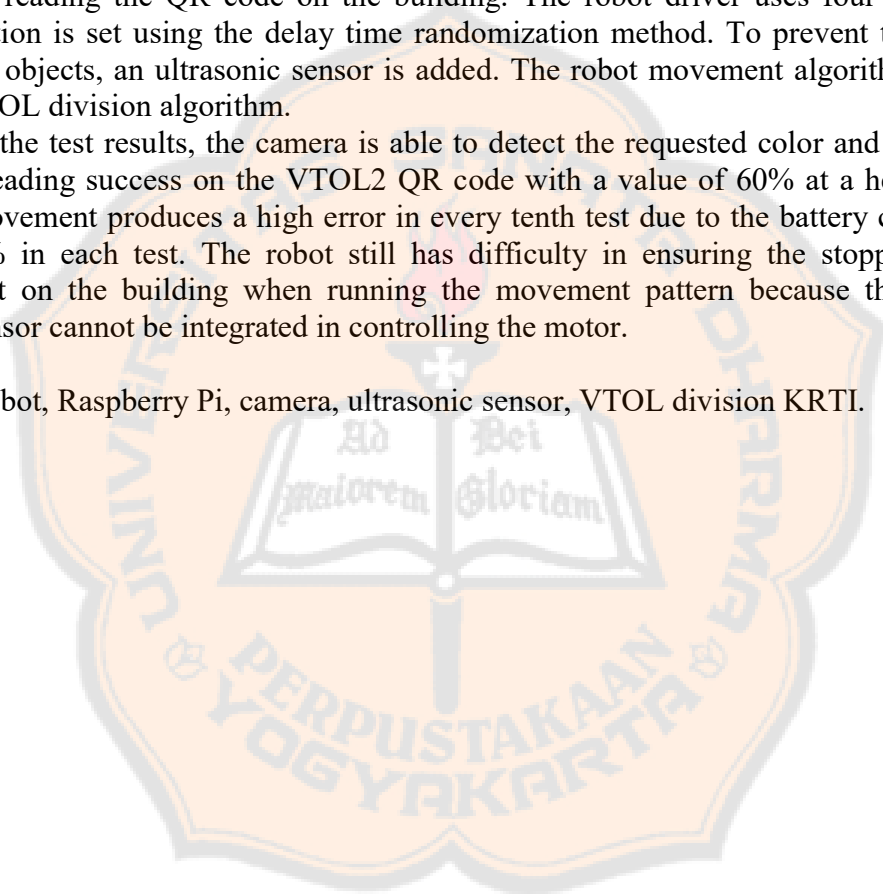 reading the QR code on the building. The robot driver uses four
tion is set using the delay time randomization method. To prevent t
objects, an ultrasonic sensor is added. The robot movement algorith
OL division algorithm.
the test results, the camera is able to detect the requested color and
eading success on the VTOL2 QR code with a value of 60% at a he
ovement produces a high error in every tenth test due to the battery c
% in each test. The robot still has difficulty in ensuring the stopp
t on the building when running the movement pattern because th
nsor cannot be integrated in controlling the motor.
bot, Raspberry Pi, camera, ultrasonic sensor, VTOL division KRTI.
UNIVERSITAS SANATA DHARMA
Ad Dei
Maiorem Gloriam
PERPUSTAKAAN
YOGYAKARTA